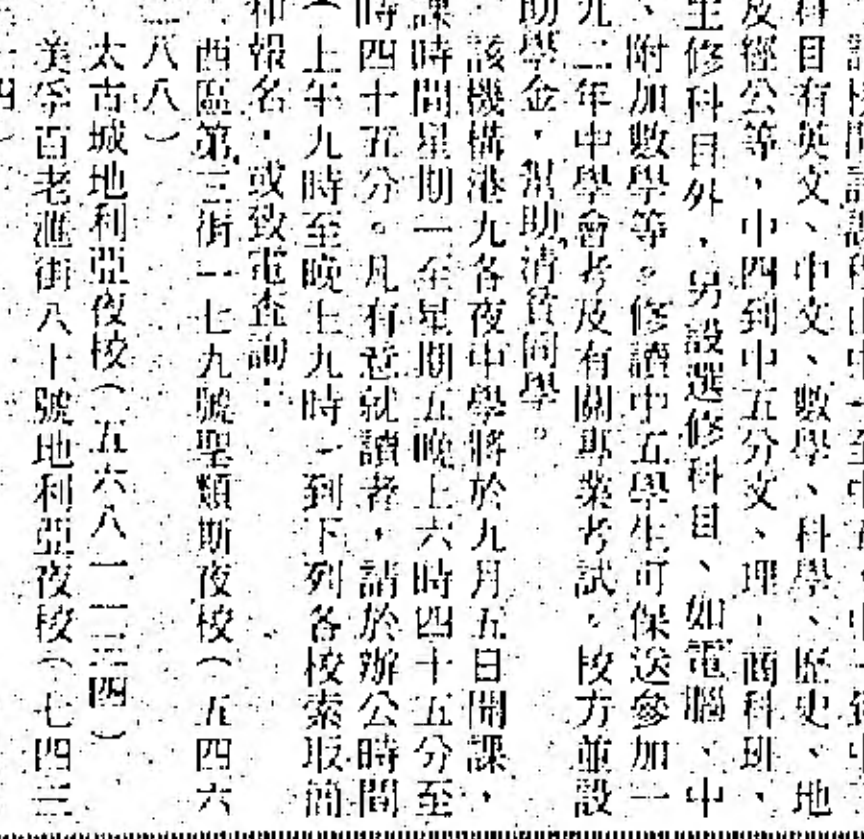 科目有英文、中文、數學、科學、歷史、地
及經公等，中四到中五分文、理、商科班、
生修科目外，另設選修科目、如電腦、中
、附加數學等。修讀中五學生可保送參加一
九二年中學會考及有關專業考試。校方並設
助學金，幫助清貧同學。
該機構港九各夜中學將於九月五日開課，
課時間星期一至星期五晚上六時四十五分至
時四十五分。凡有意就讀者，請於辦公時間
（上午九時至晚上九時）到下列各校索取簡
和報名，或致電查詢：
西區第三街一七九號聖類斯夜校（五四六
八八）
太古城地利亞夜校（五六八一一三四）
美孚百老滙街八十號地利亞夜校（七四三